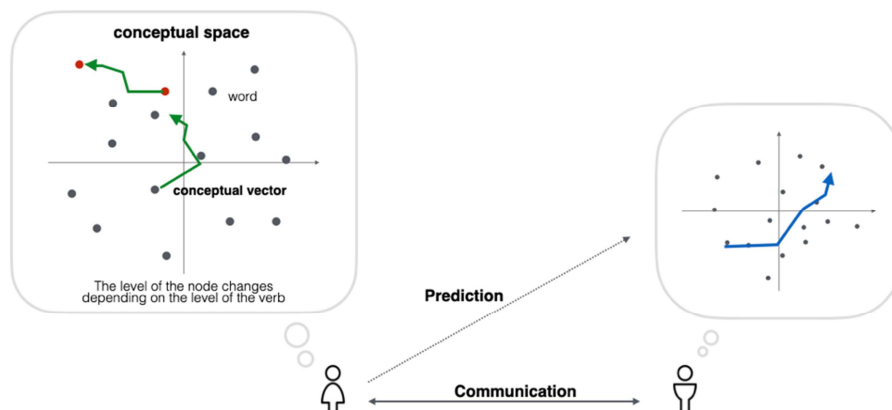 conceptual space
word
conceptual vector
The level of the node changes
depending on the level of the verb
Prediction
Communication